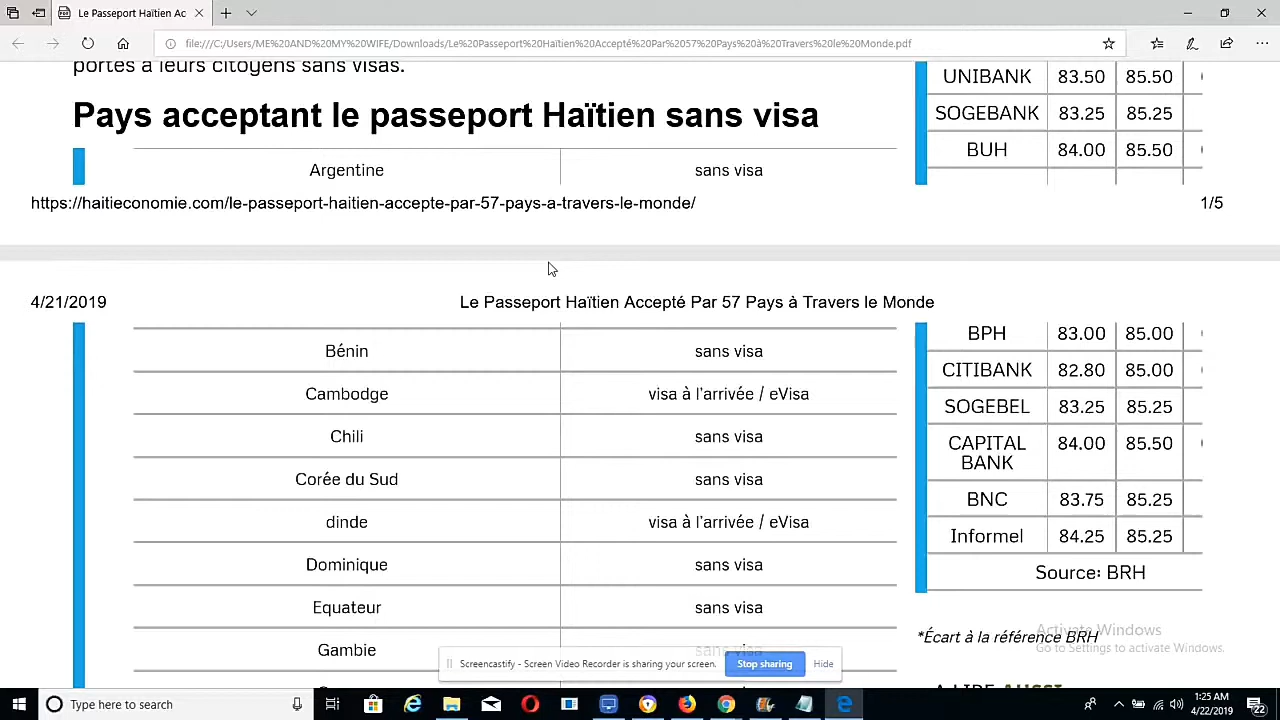 Le Passeport Haïtien Ac
file:///C:/Users/ME%20AND%20MY%20WIFE/Downloads/Le%20Passeport%20Haïtien%20Accepté%20Par%2057%20Pays%20à%20Travers%20le%20Monde.pdf
portes à leurs citoyens sans visas.
Pays acceptant le passeport Haïtien sans visa
Argentine sans visa
UNIBANK 83.50 85.50
SOGEBANK 83.25 85.25
BUH 84.00 85.50
https://haitieconomie.com/le-passeport-haitien-accepte-par-57-pays-a-travers-le-monde/ 1/5
4/21/2019 Le Passeport Haïtien Accepté Par 57 Pays à Travers le Monde
Bénin sans visa
Cambodge visa à l'arrivée / eVisa
Chili sans visa
Corée du Sud sans visa
dinde visa à l'arrivée / eVisa
Dominique sans visa
Equateur sans visa
Gambie sans visa
BPH 83.00 85.00
CITIBANK 82.80 85.00
SOGEBEL 83.25 85.25
CAPITAL BANK 84.00 85.50
BNC 83.75 85.25
Informel 84.25 85.25
Source: BRH
*Écart à la référence BRH
Activate Windows
Go to Settings to activate Windows.
A LIRE AUSSI
Screencastify - Screen Video Recorder is sharing your screen. Stop sharing Hide
Type here to search
1:25 AM
4/22/2019
22